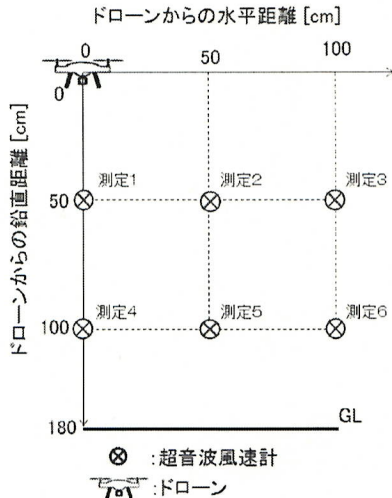 ドローンからの水平距離 [cm]
0 50 100
0
ドローンからの鉛直距離 [cm]
測定1 測定2 測定3
50
測定4 測定5 測定6
100
180 GL
:超音波風速計
:ドローン